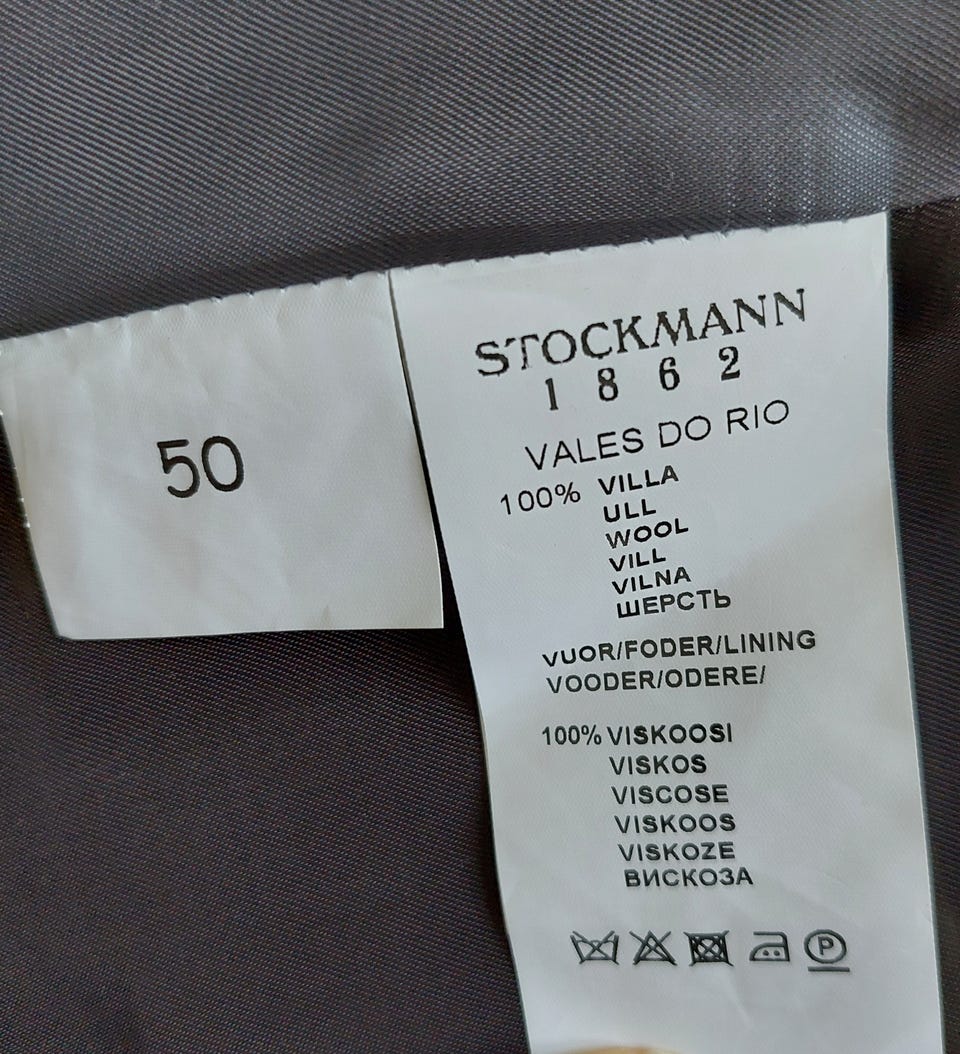 50
STOCKMANN
1 8 6 2
VALES DO RIO
100% VILLA
ULL
WOOL
VILL
VILNA
ШЕРСТЬ
VUOR/FODER/LINING
VOODER/ODERE/
100% VISKOOSI
VISKOS
VISCOSE
VISKOOS
VISKOZE
ВИСКОЗА
P